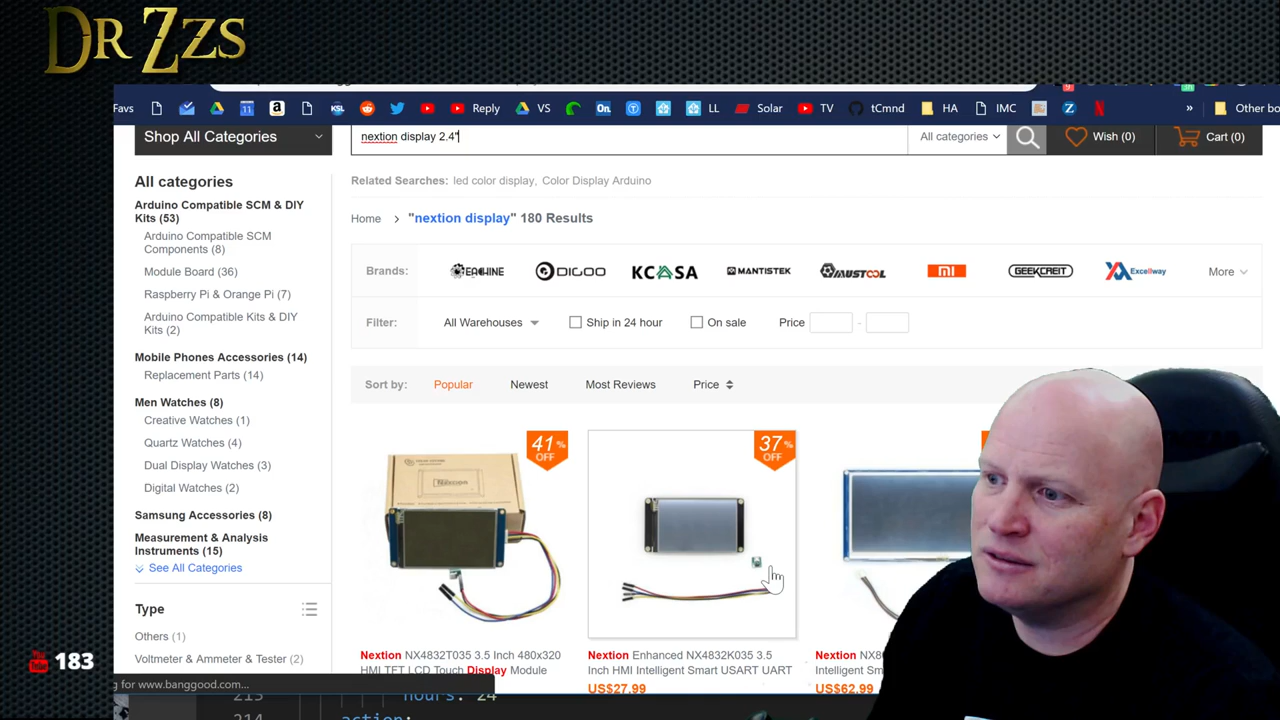 DR ZZS
Favs
Reply
VS
On.
LL
Solar
TV
tCmnd
HA
IMC
»
Other bo
Shop All Categories
nextion display 2.4"
All categories
Wish (0)
Cart (0)
All categories
Related Searches: led color display, Color Display Arduino
Arduino Compatible SCM & DIY
Kits (53)
Home > "nextion display" 180 Results
Arduino Compatible SCM
Components (8)
Module Board (36)
Brands: EACHINE DIGOO KCASA MANTISTEK MUSTOOL MI GEEKCREIT Excellway More
Raspberry Pi & Orange Pi (7)
Arduino Compatible Kits & DIY
Kits (2)
Filter: All Warehouses Ship in 24 hour On sale Price -
Mobile Phones Accessories (14)
Replacement Parts (14)
Sort by: Popular Newest Most Reviews Price
Men Watches (8)
Creative Watches (1)
Quartz Watches (4)
Dual Display Watches (3)
Digital Watches (2)
41% OFF
37% OFF
Nextion
Samsung Accessories (8)
Measurement & Analysis
Instruments (15)
See All Categories
Type
Others (1)
Voltmeter & Ammeter & Tester (2)
Nextion NX4832T035 3.5 Inch 480x320
HMI TFT LCD Touch Display Module
Nextion Enhanced NX4832K035 3.5
Inch HMI Intelligent Smart USART UART
US$27.99
Nextion
Intelligent Sm
US$62.99
You Tube 183
g for www.banggood.com...
hours: 24
214
action: